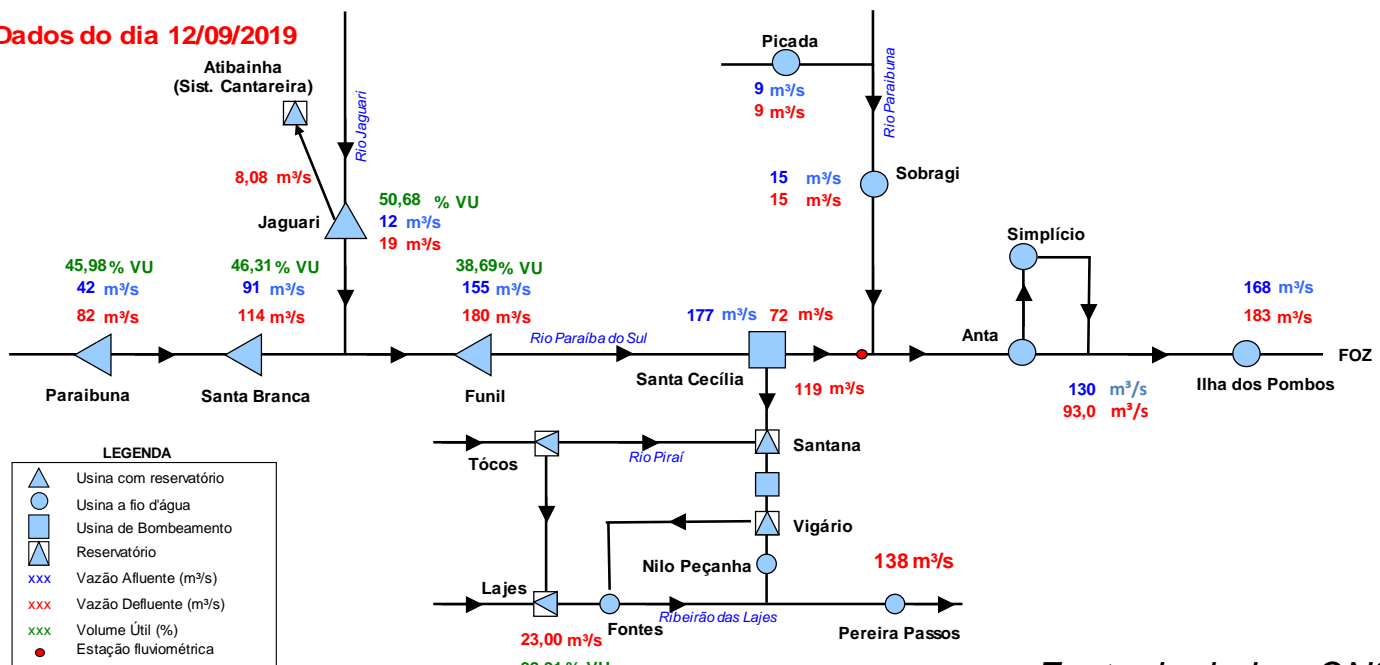 Dados do dia 12/09/2019
Atibainha
(Sist. Cantareira)
Rio Jaguari
8,08 m³/s
Jaguari
50,68 % VU
12 m³/s
19 m³/s
Picada
9 m³/s
9 m³/s
Rio Paraibuna
15 m³/s
15 m³/s
Sobragi
45,98 % VU
42 m³/s
82 m³/s
Paraibuna
46,31 % VU
91 m³/s
114 m³/s
Santa Branca
38,69 % VU
155 m³/s
180 m³/s
Funil
Rio Paraíba do Sul
177 m³/s 72 m³/s
Santa Cecília
119 m³/s
Simplício
Anta
130 m³/s
93,0 m³/s
168 m³/s
183 m³/s
Ilha dos Pombos
FOZ
Tócos
Rio Piraí
Santana
Vigário
Nilo Peçanha
138 m³/s
Lajes
Fontes
Ribeirão das Lajes
Pereira Passos
23,00 m³/s
LEGENDA
Usina com reservatório
Usina a fio d'água
Usina de Bombeamento
Reservatório
xxx Vazão Afluente (m³/s)
xxx Vazão Defluente (m³/s)
xxx Volume Útil (%)
Estação fluviométrica